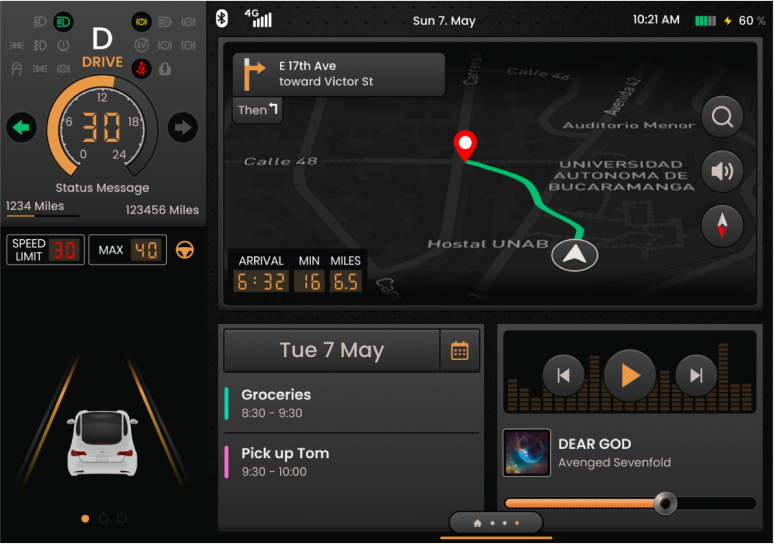 4G
Sun 7. May
10:21 AM
60 %
D
DRIVE
EV
12
6
30
18
0
24
Status Message
1234 Miles
123456 Miles
SPEED
LIMIT
30
MAX
40
E 17th Ave
toward Victor St
Then
Carrera
Calle 46
Avenida 42
Auditorio Menor
Calle 48
UNIVERSIDAD
AUTONOMA DE
BUCARAMANGA
Hostal UNAB
ARRIVAL MIN MILES
6:32 16 6.5
Tue 7 May
Groceries
8:30 - 9:30
Pick up Tom
9:30 - 10:00
DEAR GOD
Avenged Sevenfold